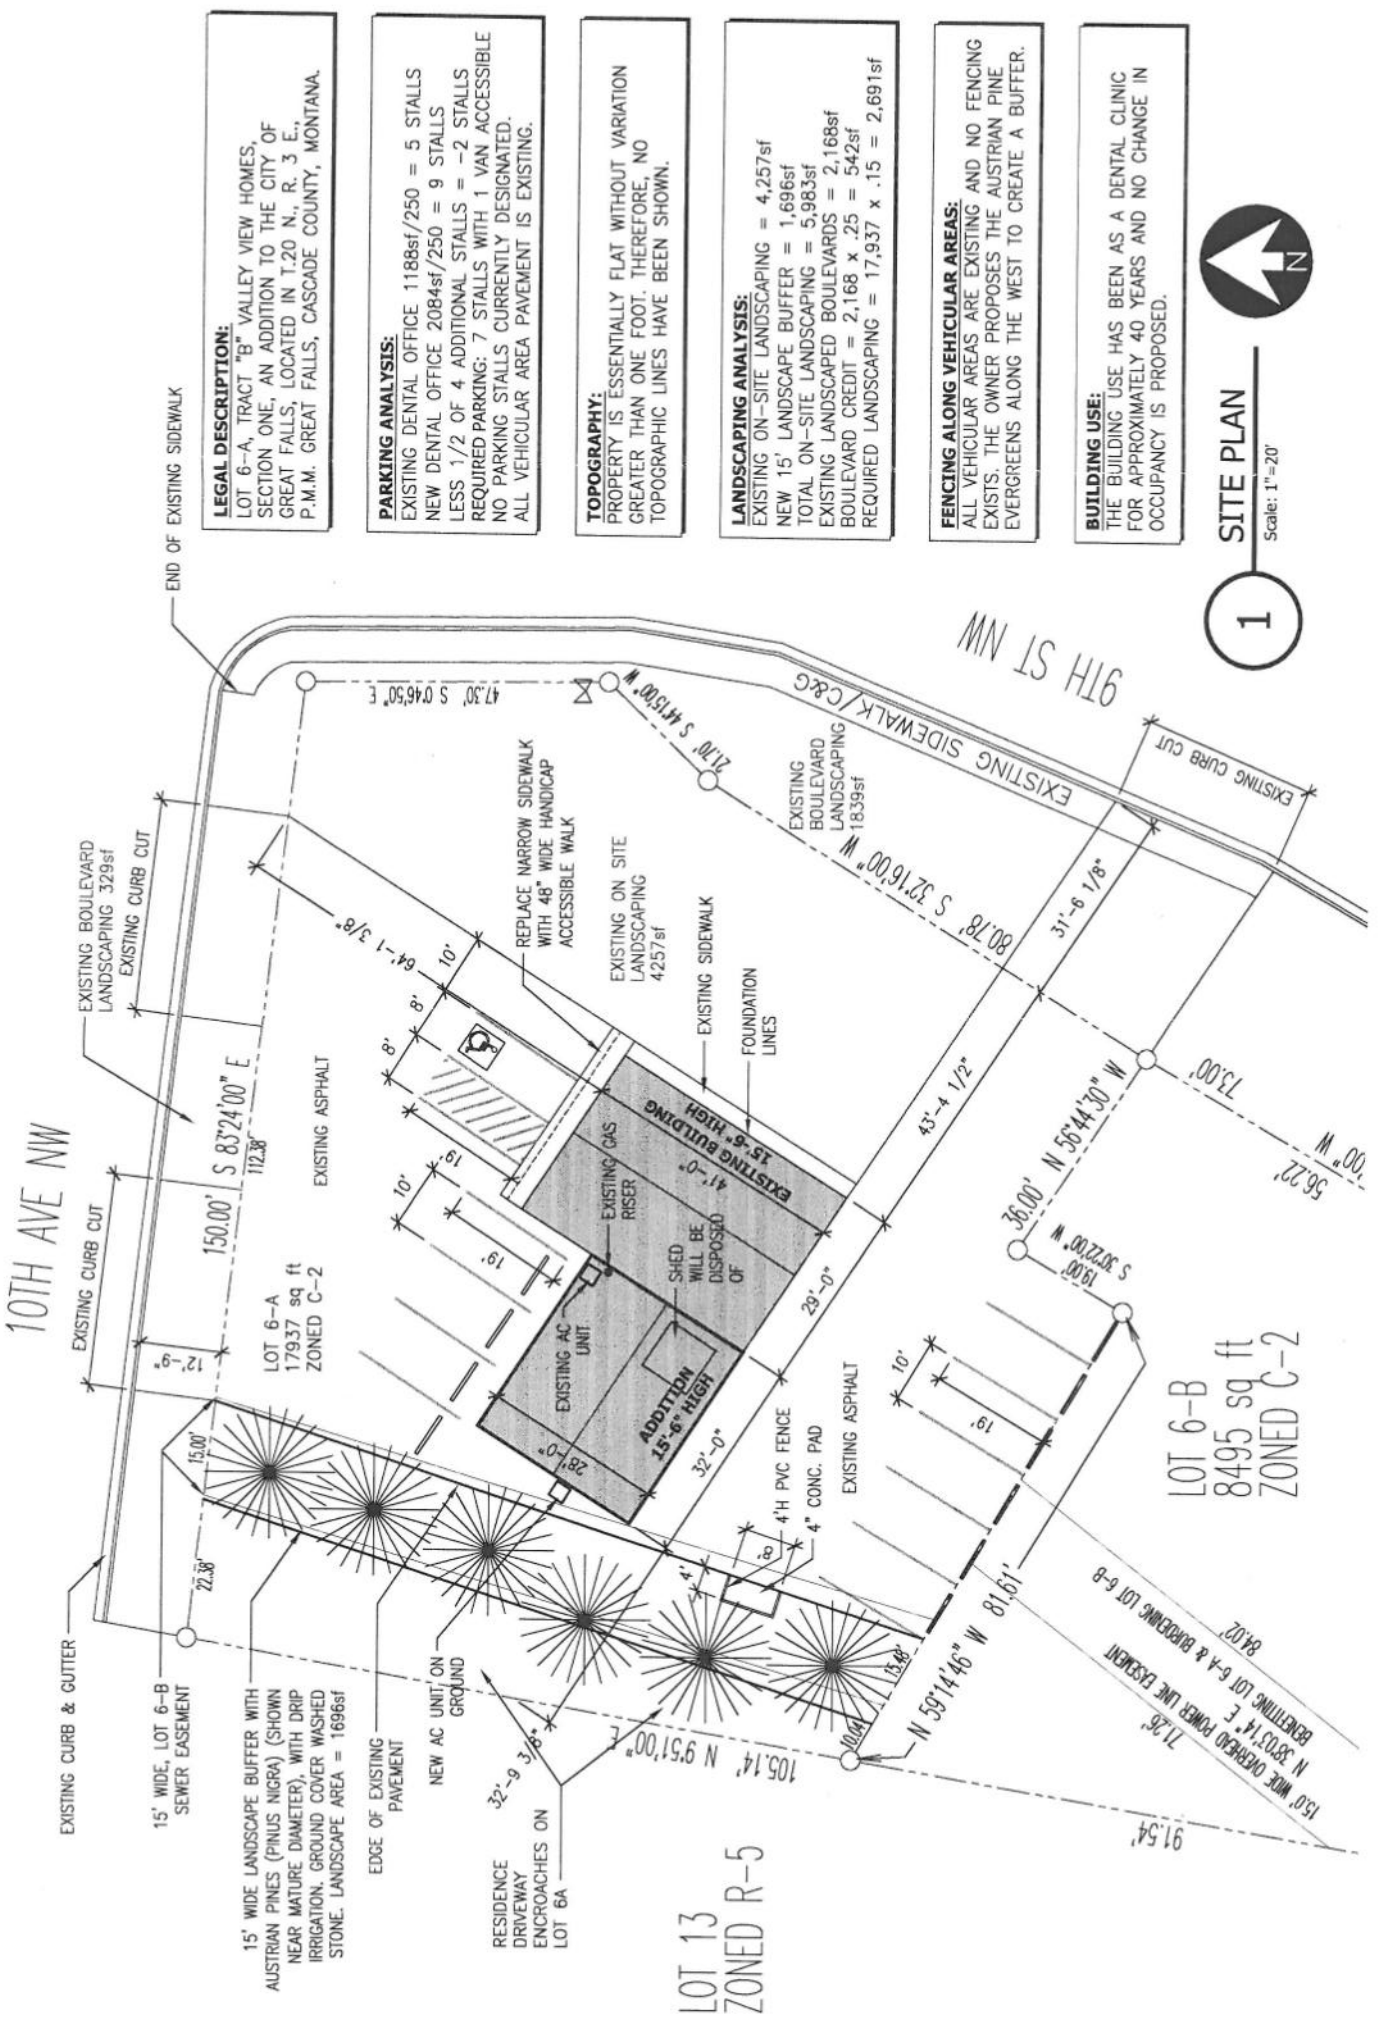 10TH AVE NW
EXISTING CURB & GUTTER
15' WIDE, LOT 6-B
SEWER EASEMENT
15' WIDE LANDSCAPE BUFFER WITH
AUSTRIAN PINES (PINUS NIGRA) (SHOWN
NEAR MATURE DIAMETER), WITH DRIP
IRRIGATION. GROUND COVER WASHED
STONE. LANDSCAPE AREA = 1696sf
EDGE OF EXISTING
PAVEMENT
NEW AC UNIT, ON
GROUND
32'-9 3/8"
RESIDENCE
DRIVEWAY
ENCROACHES ON
LOT 6A
LOT 13
ZONED R-5
EXISTING CURB CUT
12'-9"
15.00'
22.38'
150.00' S 83°24'00" E
112.38'
LOT 6-A
17937 sq ft
ZONED C-2
EXISTING ASPHALT
EXISTING BOULEVARD
LANDSCAPING 329sf
EXISTING CURB CUT
END OF EXISTING SIDEWALK
47.30' S 0°46'50" E
21.70' S 44°15'00" W
64'-1 3/8"
10'
8'
8'
19'
10'
19'
REPLACE NARROW SIDEWALK
WITH 48" WIDE HANDICAP
ACCESSIBLE WALK
EXISTING ON SITE
LANDSCAPING
4257sf
EXISTING BOULEVARD
LANDSCAPING
1839sf
EXISTING SIDEWALK
FOUNDATION
LINES
EXISTING BUILDING
15'-6" HIGH
41'-0"
EXISTING GAS
RISER
SHED
WILL BE
DISPOSED
OF
EXISTING AC
UNIT
ADDITION
15'-6" HIGH
28'-0"
32'-0"
29'-0"
43'-4 1/2"
31'-6 1/8"
80.78' S 32°16'00" W
EXISTING SIDEWALK/C&G
9TH ST NW
EXISTING CURB CUT
4'H PVC FENCE
4" CONC. PAD
8'
4'
EXISTING ASPHALT
10'
19'
36.00' N 56°44'30" W
19.00'
S 30°22'00" W
73.00'
56.22'
'00" W
N 59°14'46" W 81.61'
15.48'
10.04'
105.14' N 9°51'00" E
91.54'
71.26'
84.02'
15.0' WIDE OVERHEAD POWER LINE EASEMENT
N 38°03'14" E
BENEFITTING LOT 6-A & BURDENING LOT 6-B
LOT 6-B
8495 sq ft
ZONED C-2
LEGAL DESCRIPTION:
LOT 6-A, TRACT "B" VALLEY VIEW HOMES,
SECTION ONE, AN ADDITION TO THE CITY OF
GREAT FALLS, LOCATED IN T.20 N., R. 3 E.,
P.M.M. GREAT FALLS, CASCADE COUNTY, MONTANA.
PARKING ANALYSIS:
EXISTING DENTAL OFFICE 1188sf/250 = 5 STALLS
NEW DENTAL OFFICE 2084sf/250 = 9 STALLS
LESS 1/2 OF 4 ADDITIONAL STALLS = -2 STALLS
REQUIRED PARKING: 7 STALLS WITH 1 VAN ACCESSIBLE
NO PARKING STALLS CURRENTLY DESIGNATED.
ALL VEHICULAR AREA PAVEMENT IS EXISTING.
TOPOGRAPHY:
PROPERTY IS ESSENTIALLY FLAT WITHOUT VARIATION
GREATER THAN ONE FOOT. THEREFORE, NO
TOPOGRAPHIC LINES HAVE BEEN SHOWN.
LANDSCAPING ANALYSIS:
EXISTING ON-SITE LANDSCAPING = 4,257sf
NEW 15' LANDSCAPE BUFFER = 1,696sf
TOTAL ON-SITE LANDSCAPING = 5,983sf
EXISTING LANDSCAPED BOULEVARDS = 2,168sf
BOULEVARD CREDIT = 2,168 x .25 = 542sf
REQUIRED LANDSCAPING = 17,937 x .15 = 2,691sf
FENCING ALONG VEHICULAR AREAS:
ALL VEHICULAR AREAS ARE EXISTING AND NO FENCING
EXISTS. THE OWNER PROPOSES THE AUSTRIAN PINE
EVERGREENS ALONG THE WEST TO CREATE A BUFFER.
BUILDING USE:
THE BUILDING USE HAS BEEN AS A DENTAL CLINIC
FOR APPROXIMATELY 40 YEARS AND NO CHANGE IN
OCCUPANCY IS PROPOSED.
1
SITE PLAN
Scale: 1"=20'
N